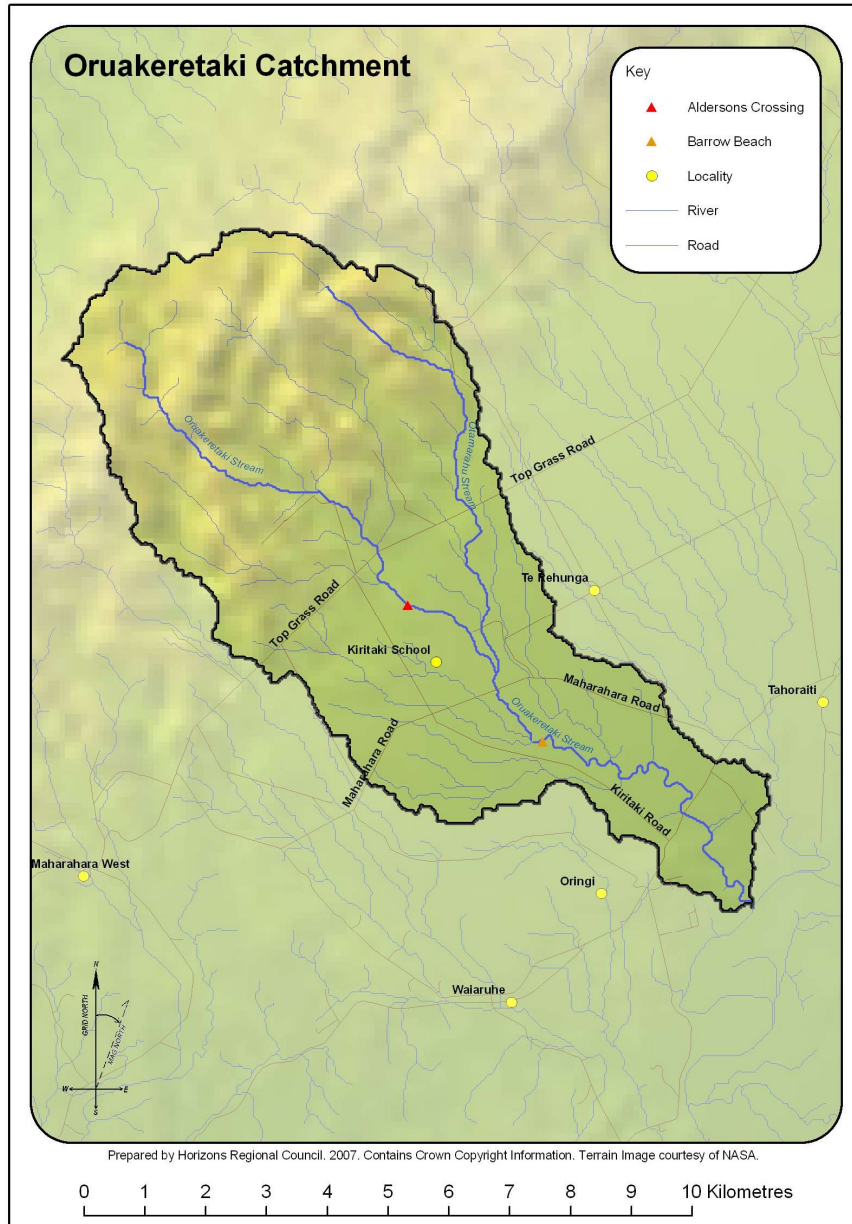 Oruakeretaki Catchment
Key
Aldersons Crossing
Barrow Beach
Locality
River
Road
Oruakeretaki Stream
Otamarahu Stream
Top Grass Road
Te Rehunga
Top Grass Road
Kiritaki School
Maharahara Road
Tahoraiti
Oruakeretaki Stream
Maharahara Road
Kiritaki Road
Maharahara West
Oringi
Waiaruhe
N
GRID NORTH
MAG NORTH
W
E
S
Prepared by Horizons Regional Council. 2007. Contains Crown Copyright Information. Terrain Image courtesy of NASA.
0 1 2 3 4 5 6 7 8 9 10 Kilometres